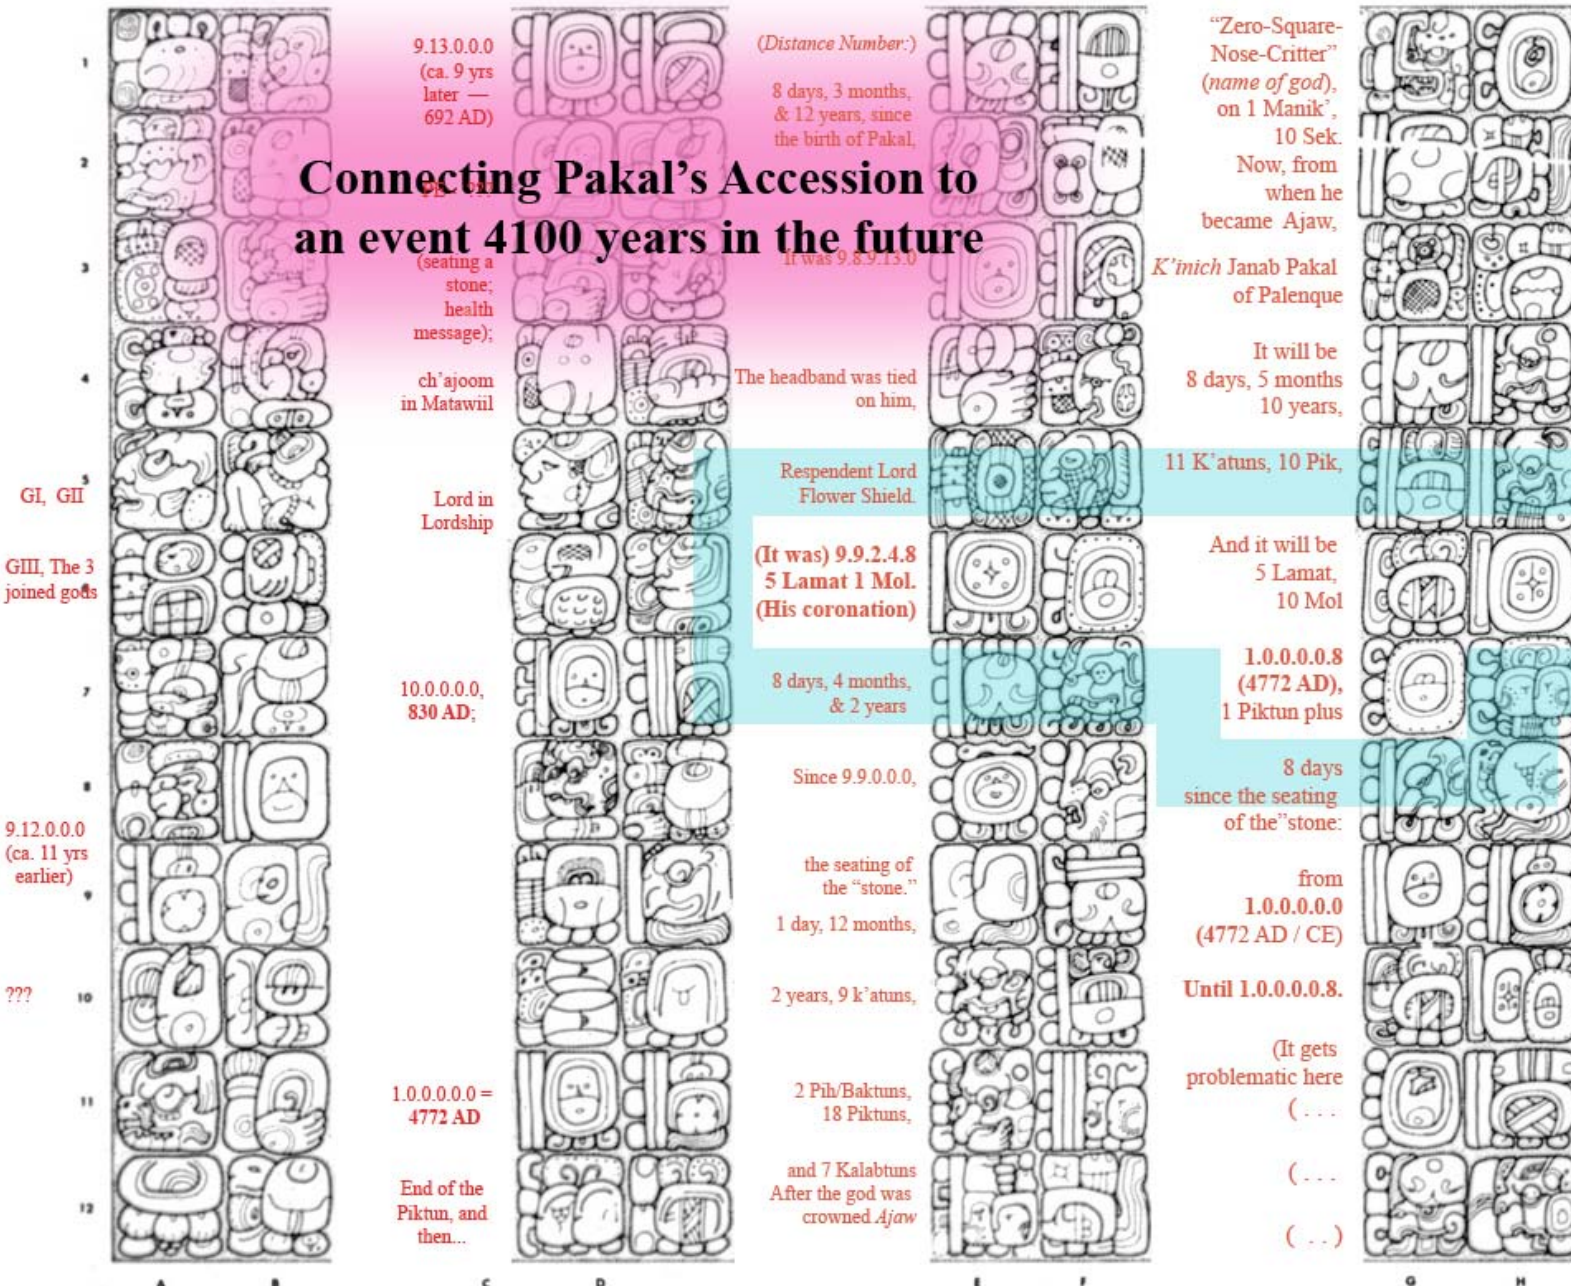 Connecting Pakal’s Accession to
an event 4100 years in the future
GI, GII
GIII, The 3
joined gods
9.12.0.0.0
(ca. 11 yrs
earlier)
???
1
2
3
4
5
6
7
8
9
10
11
12
9.13.0.0.0
(ca. 9 yrs
later —
692 AD)
???
(seating a
stone;
health
message);
ch’ajoom
in Matawiil
Lord in
Lordship
10.0.0.0.0,
830 AD;
1.0.0.0.0.0 =
4772 AD
End of the
Piktun, and
then...
(Distance Number:)
8 days, 3 months,
& 12 years, since
the birth of Pakal,
It was 9.8.9.13.0
The headband was tied
on him,
Respendent Lord
Flower Shield.
(It was) 9.9.2.4.8
5 Lamat 1 Mol.
(His coronation)
8 days, 4 months,
& 2 years
Since 9.9.0.0.0,
the seating of
the “stone.”
1 day, 12 months,
2 years, 9 k’atuns,
2 Pih/Baktuns,
18 Piktuns,
and 7 Kalabtuns
After the god was
crowned Ajaw
“Zero-Square-
Nose-Critter”
(name of god),
on 1 Manik’,
10 Sek.
Now, from
when he
became Ajaw,
K’inich Janab Pakal
of Palenque
It will be
8 days, 5 months
10 years,
11 K’atuns, 10 Pik,
And it will be
5 Lamat,
10 Mol
1.0.0.0.0.8
(4772 AD),
1 Piktun plus
8 days
since the seating
of the”stone:
from
1.0.0.0.0.0
(4772 AD / CE)
Until 1.0.0.0.0.8.
(It gets
problematic here
( . . .
( . . .
( . . )
A B C D E F G H